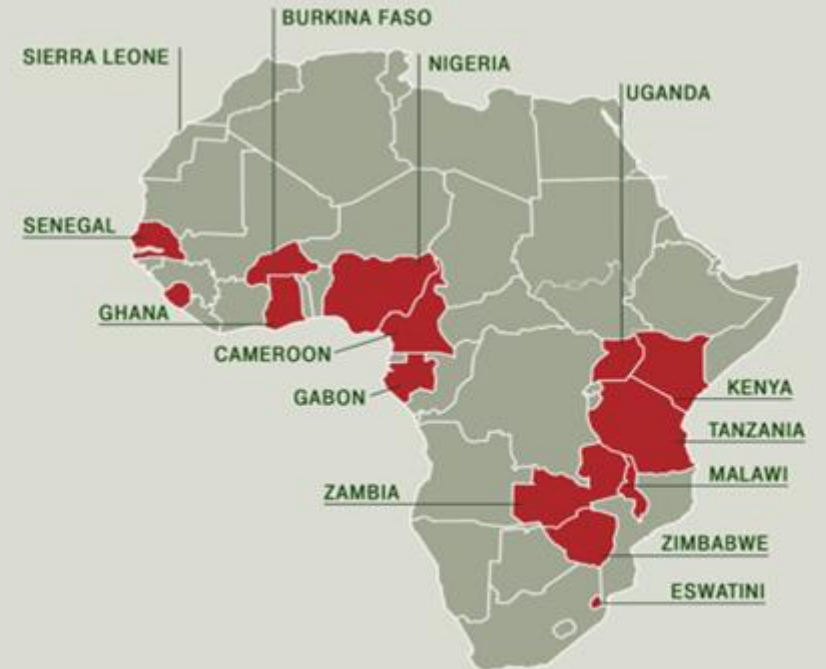 BURKINA FASO
SIERRA LEONE
NIGERIA
UGANDA
SENEGAL
GHANA
CAMEROON
GABON
KENYA
TANZANIA
MALAWI
ZAMBIA
ZIMBABWE
ESWATINI